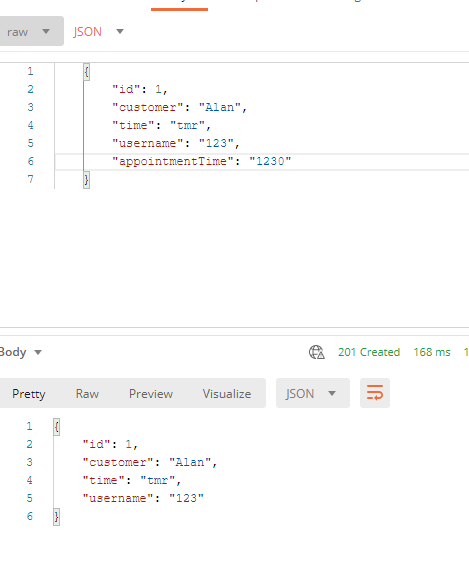 raw JSON
1 {
2 "id": 1,
3 "customer": "Alan",
4 "time": "tmr",
5 "username": "123",
6 "appointmentTime": "1230"
7 }
Body 201 Created 168 ms 1
Pretty Raw Preview Visualize JSON
1 {
2 "id": 1,
3 "customer": "Alan",
4 "time": "tmr",
5 "username": "123"
6 }